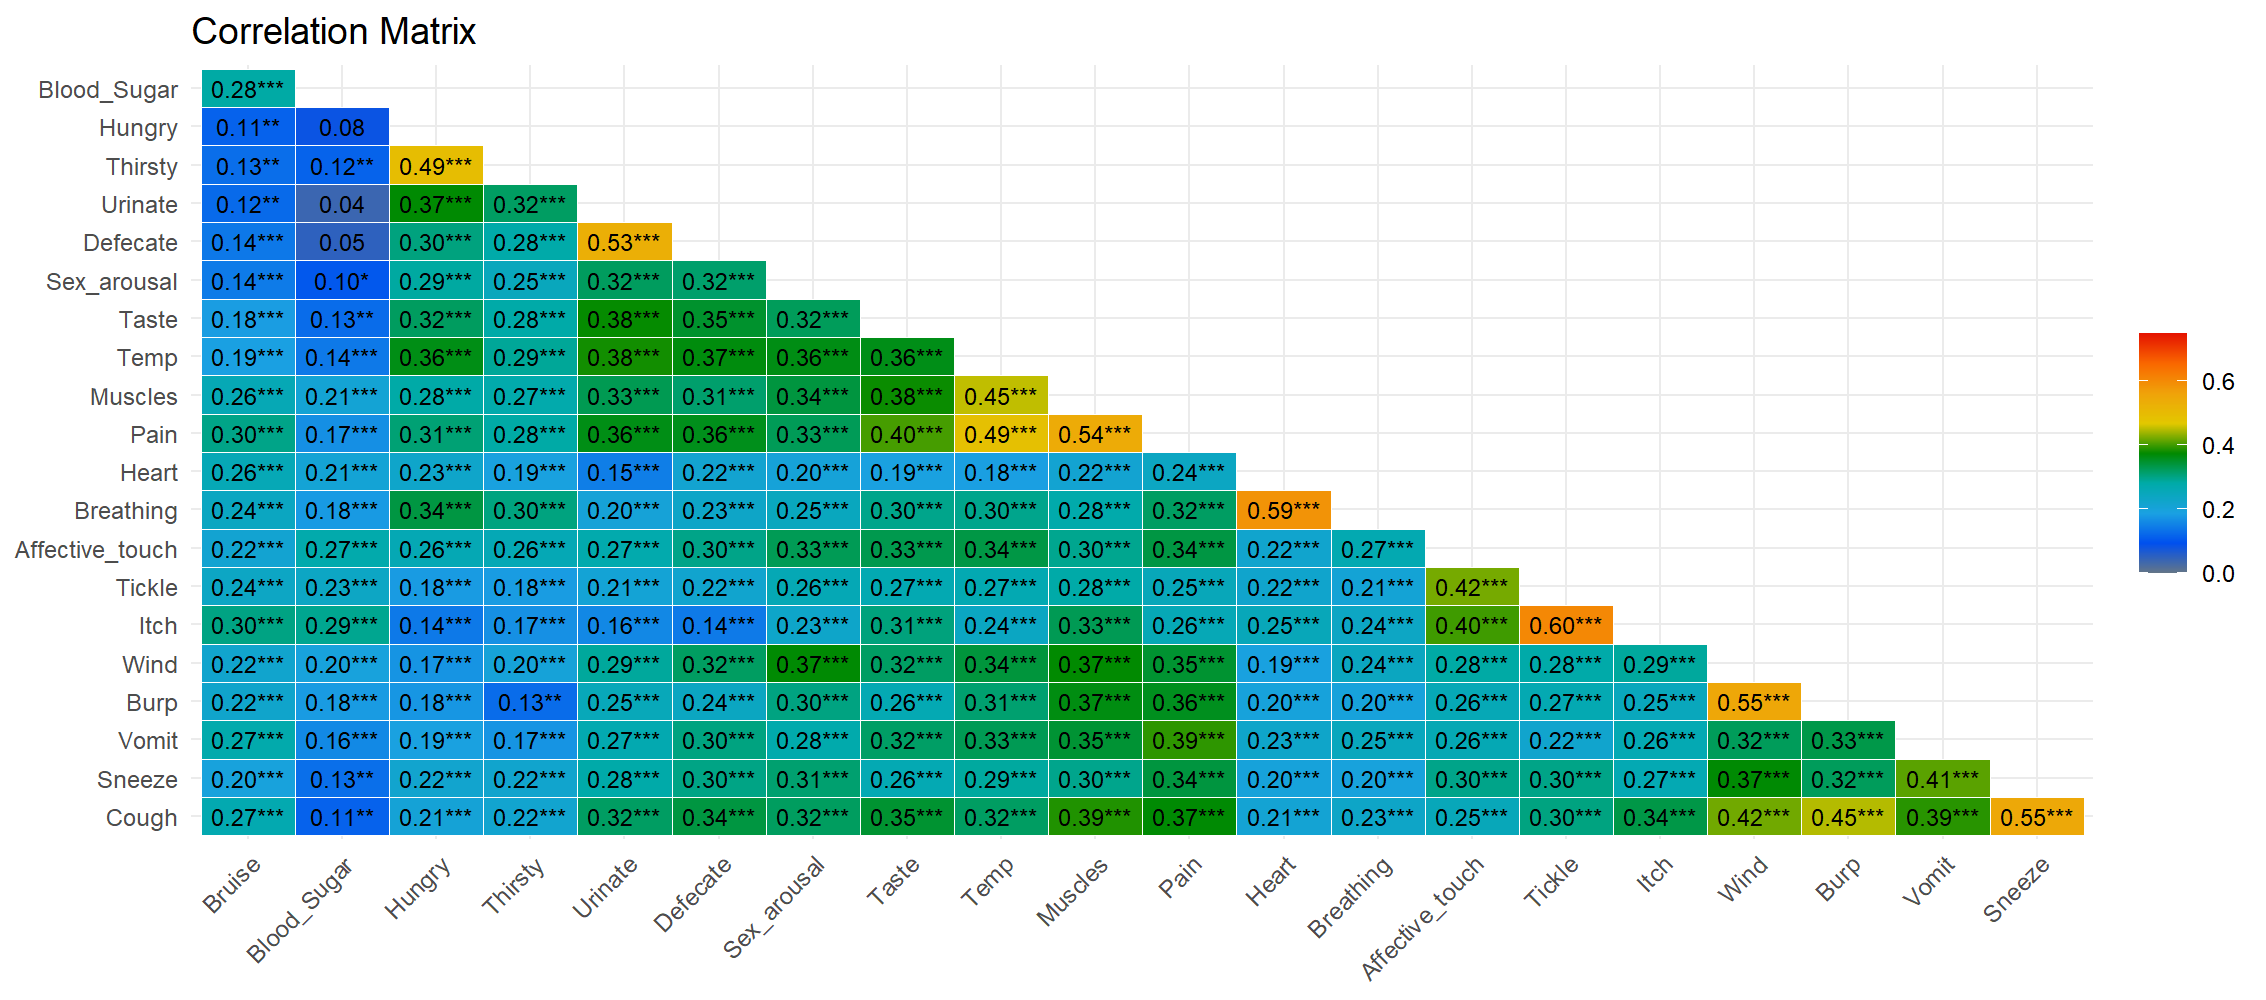 Correlation Matrix
Blood_Sugar 0.28***
Hungry 0.11** 0.08
Thirsty 0.13** 0.12** 0.49***
Urinate 0.12** 0.04 0.37*** 0.32***
Defecate 0.14*** 0.05 0.30*** 0.28*** 0.53***
Sex_arousal 0.14*** 0.10* 0.29*** 0.25*** 0.32*** 0.32***
Taste 0.18*** 0.13** 0.32*** 0.28*** 0.38*** 0.35*** 0.32***
Temp 0.19*** 0.14*** 0.36*** 0.29*** 0.38*** 0.37*** 0.36*** 0.36***
Muscles 0.26*** 0.21*** 0.28*** 0.27*** 0.33*** 0.31*** 0.34*** 0.38*** 0.45***
0.6
Pain 0.30*** 0.17*** 0.31*** 0.28*** 0.36*** 0.36*** 0.33*** 0.40*** 0.49*** 0.54***
0.4
Heart 0.26*** 0.21*** 0.23*** 0.19*** 0.15*** 0.22*** 0.20*** 0.19*** 0.18*** 0.22*** 0.24***
Breathing 0.24*** 0.18*** 0.34*** 0.30*** 0.20*** 0.23*** 0.25*** 0.30*** 0.30*** 0.28*** 0.32*** 0.59***
0.2
Affective_touch 0.22*** 0.27*** 0.26*** 0.26*** 0.27*** 0.30*** 0.33*** 0.33*** 0.34*** 0.30*** 0.34*** 0.22*** 0.27***
0.0
Tickle 0.24*** 0.23*** 0.18*** 0.18*** 0.21*** 0.22*** 0.26*** 0.27*** 0.27*** 0.28*** 0.25*** 0.22*** 0.21*** 0.42***
Itch 0.30*** 0.29*** 0.14*** 0.17*** 0.16*** 0.14*** 0.23*** 0.31*** 0.24*** 0.33*** 0.26*** 0.25*** 0.24*** 0.40*** 0.60***
Wind 0.22*** 0.20*** 0.17*** 0.20*** 0.29*** 0.32*** 0.37*** 0.32*** 0.34*** 0.37*** 0.35*** 0.19*** 0.24*** 0.28*** 0.28*** 0.29***
Burp 0.22*** 0.18*** 0.18*** 0.13** 0.25*** 0.24*** 0.30*** 0.26*** 0.31*** 0.37*** 0.36*** 0.20*** 0.20*** 0.26*** 0.27*** 0.25*** 0.55***
Vomit 0.27*** 0.16*** 0.19*** 0.17*** 0.27*** 0.30*** 0.28*** 0.32*** 0.33*** 0.35*** 0.39*** 0.23*** 0.25*** 0.26*** 0.22*** 0.26*** 0.32*** 0.33***
Sneeze 0.20*** 0.13** 0.22*** 0.22*** 0.28*** 0.30*** 0.31*** 0.26*** 0.29*** 0.30*** 0.34*** 0.20*** 0.20*** 0.30*** 0.30*** 0.27*** 0.37*** 0.32*** 0.41***
Cough 0.27*** 0.11** 0.21*** 0.22*** 0.32*** 0.34*** 0.32*** 0.35*** 0.32*** 0.39*** 0.37*** 0.21*** 0.23*** 0.25*** 0.30*** 0.34*** 0.42*** 0.45*** 0.39*** 0.55***
Bruise Blood_Sugar Hungry Thirsty Urinate Defecate Sex_arousal Taste Temp Muscles Pain Heart Breathing Affective_touch Tickle Itch Wind Burp Vomit Sneeze